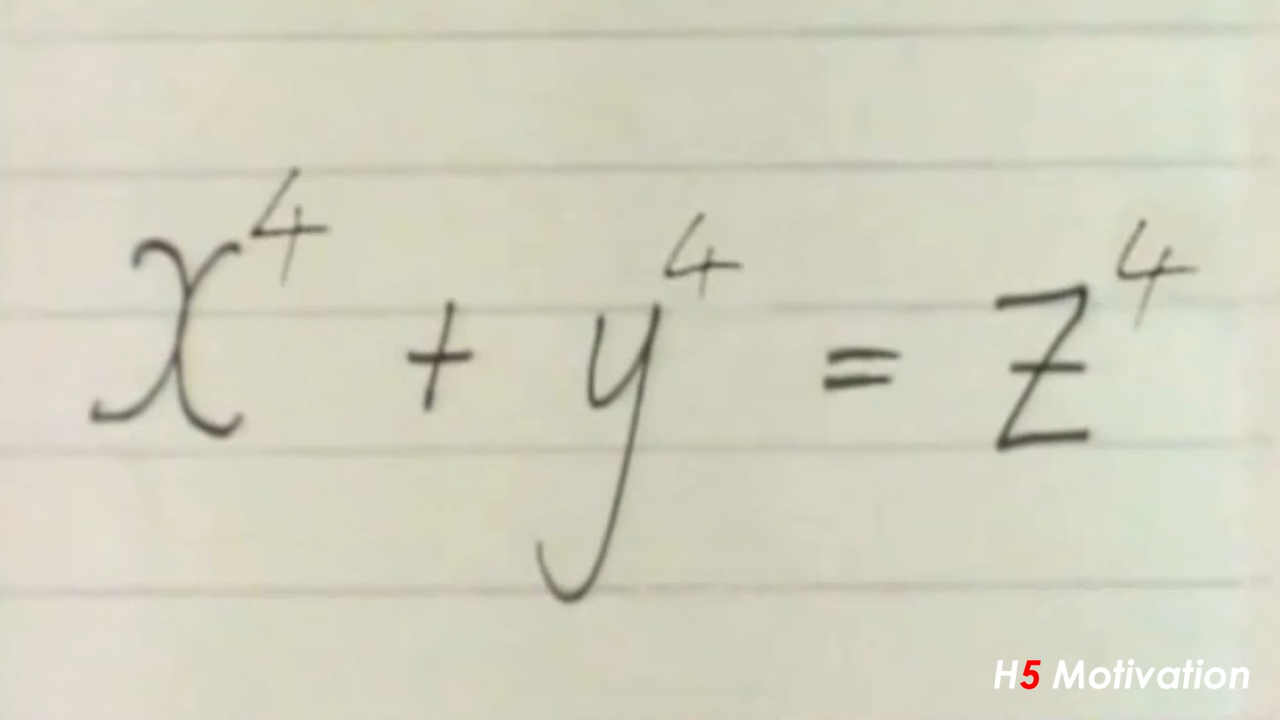 x⁴ + y⁴ = z⁴
H5 Motivation